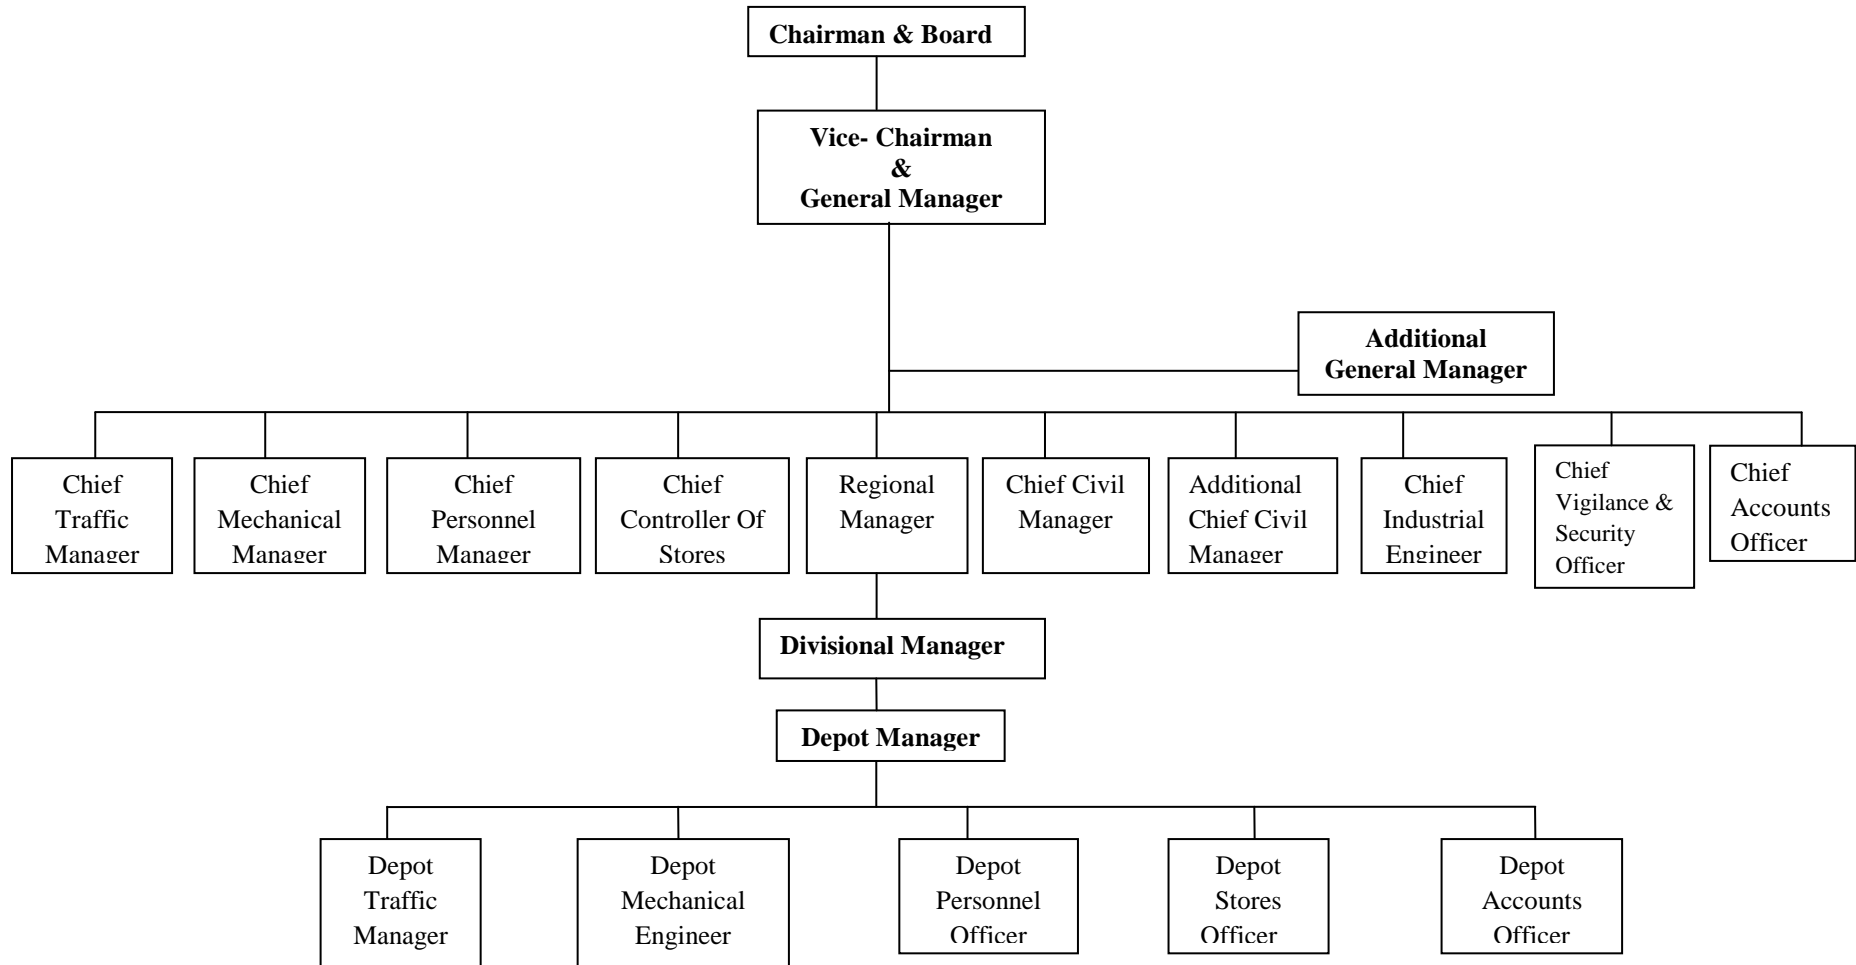 Chairman & Board
Vice- Chairman
&
General Manager
Additional
General Manager
Chief
Traffic
Manager
Chief
Mechanical
Manager
Chief
Personnel
Manager
Chief
Controller Of
Stores
Regional
Manager
Chief Civil
Manager
Additional
Chief Civil
Manager
Chief
Industrial
Engineer
Chief
Vigilance &
Security
Officer
Chief
Accounts
Officer
Divisional Manager
Depot Manager
Depot
Traffic
Manager
Depot
Mechanical
Engineer
Depot
Personnel
Officer
Depot
Stores
Officer
Depot
Accounts
Officer